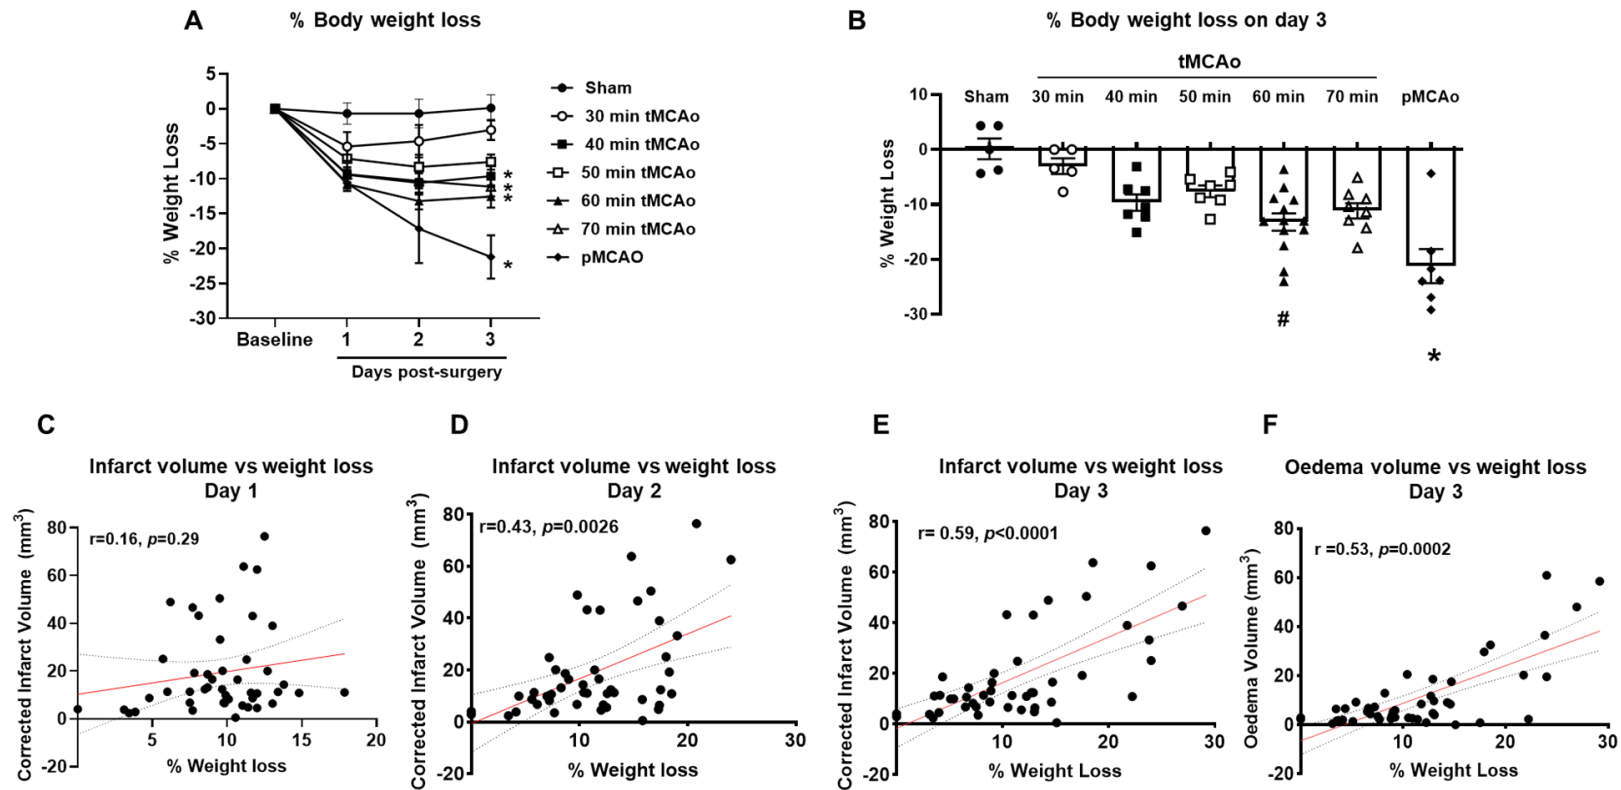 A
% Body weight loss
% Weight Loss
5
0
-5
-10
-15
-20
-25
-30
Baseline
1
2
3
Days post-surgery
*
*
*
*
Sham
30 min tMCAo
40 min tMCAo
50 min tMCAo
60 min tMCAo
70 min tMCAo
pMCAO
B
% Body weight loss on day 3
tMCAo
Sham
30 min
40 min
50 min
60 min
70 min
pMCAo
% Weight Loss
10
0
-10
-20
-30
#
*
C
Infarct volume vs weight loss
Day 1
r=0.16, p=0.29
Corrected Infarct Volume (mm³)
80
60
40
20
0
-20
5
10
15
20
% Weight loss
D
Infarct volume vs weight loss
Day 2
r=0.43, p=0.0026
Corrected Infarct Volume (mm³)
80
60
40
20
0
-20
10
20
30
% Weight Loss
E
Infarct volume vs weight loss
Day 3
r= 0.59, p<0.0001
Corrected Infarct Volume (mm³)
80
60
40
20
0
-20
10
20
30
% Weight Loss
F
Oedema volume vs weight loss
Day 3
r =0.53, p=0.0002
Oedema Volume (mm³)
80
60
40
20
0
-20
10
20
30
% Weight Loss